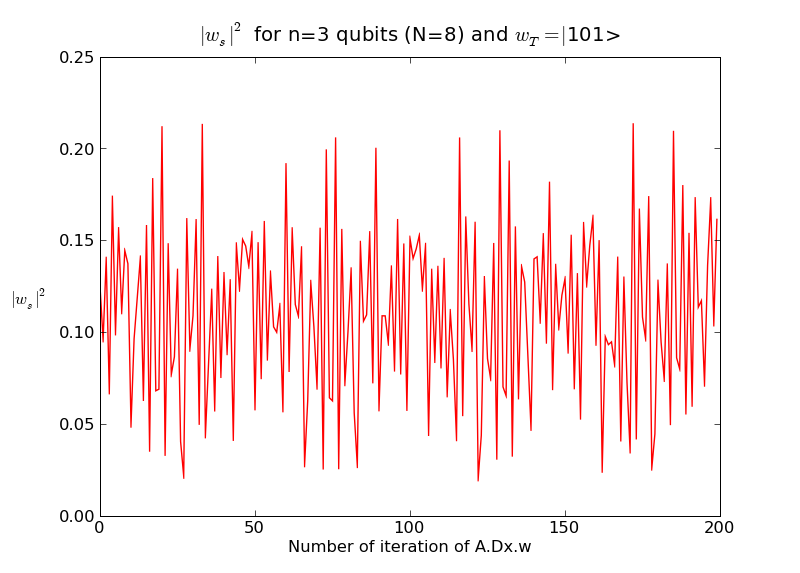 |w_s|² for n=3 qubits (N=8) and w_T=|101>
0.25
0.20
0.15
|w_s|²
0.10
0.05
0.00
0 50 100 150 200
Number of iteration of A.Dx.w